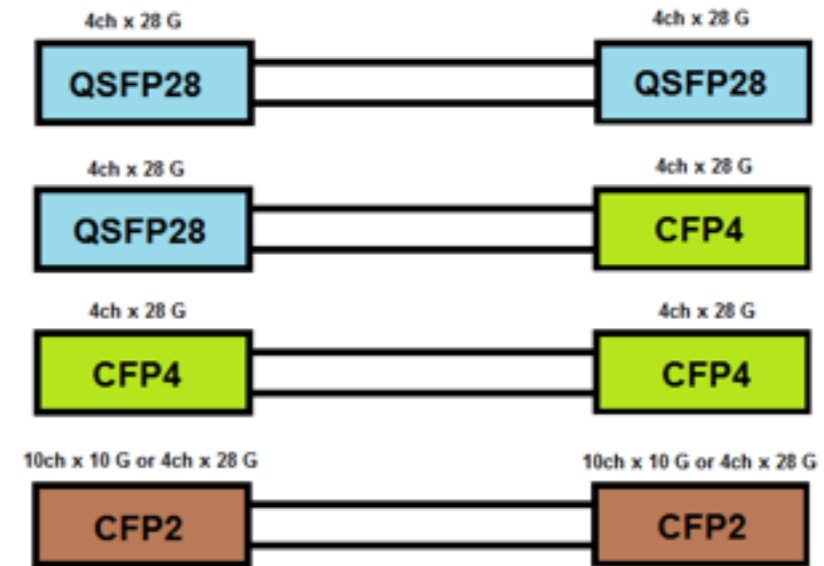 4ch x 28 G 4ch x 28 G
QSFP28 QSFP28
4ch x 28 G 4ch x 28 G
QSFP28 CFP4
4ch x 28 G 4ch x 28 G
CFP4 CFP4
10ch x 10 G or 4ch x 28 G 10ch x 10 G or 4ch x 28 G
CFP2 CFP2